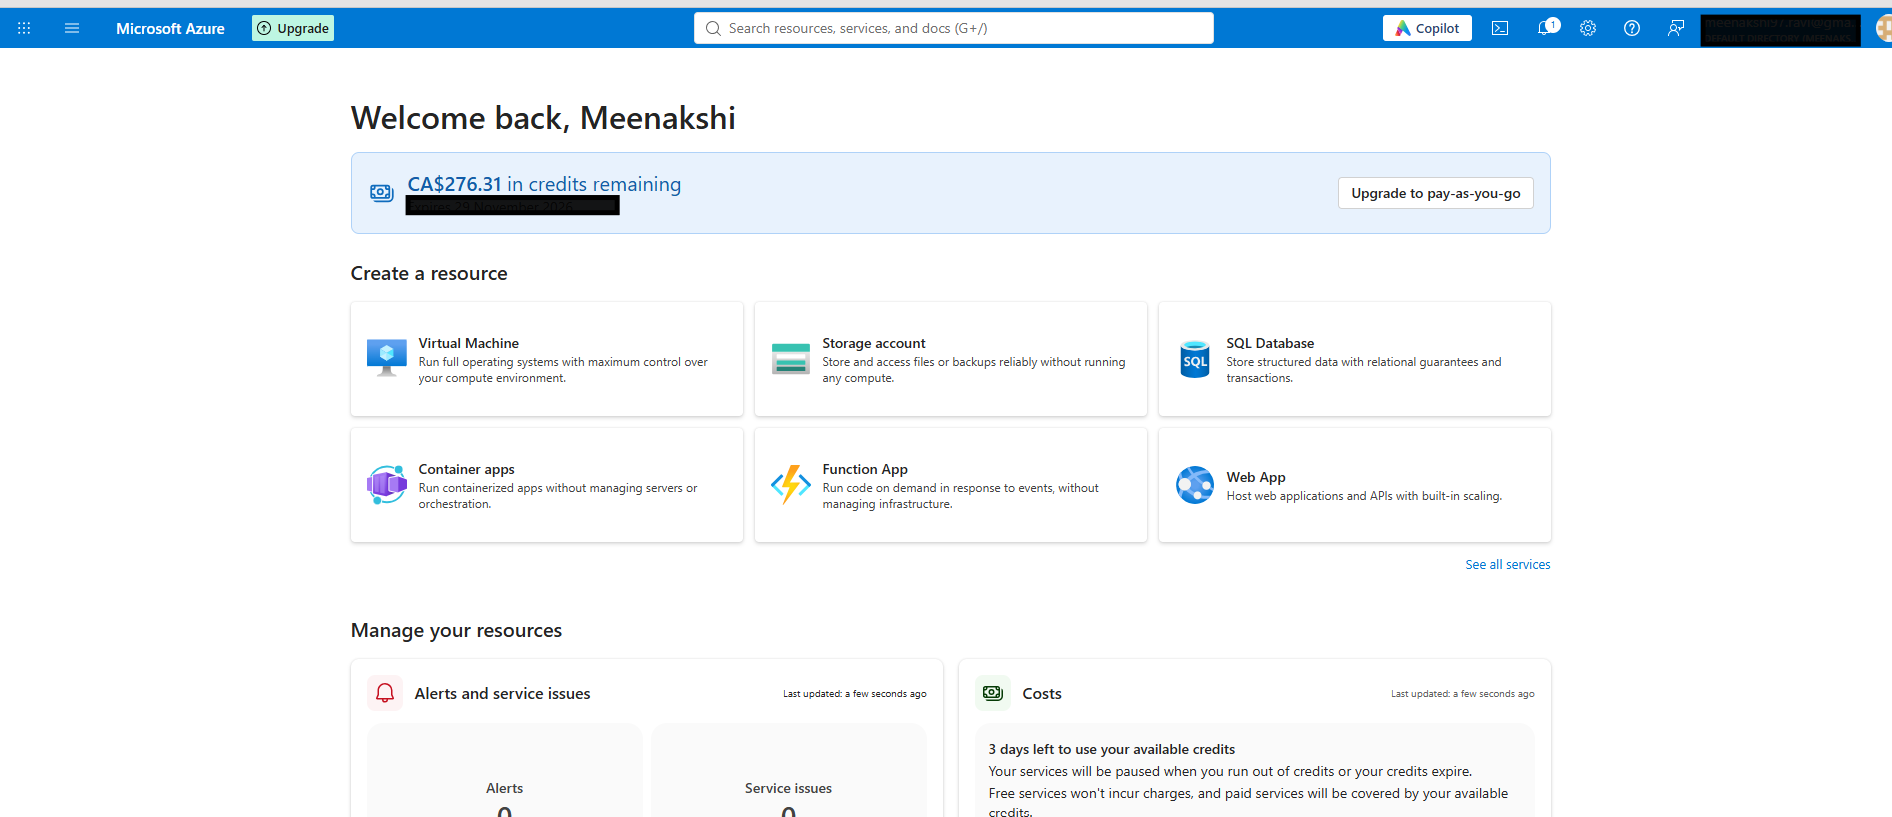 Microsoft Azure
Upgrade
Search resources, services, and docs (G+/)
Copilot
1
Welcome back, Meenakshi
CA$276.31 in credits remaining
Upgrade to pay-as-you-go
Create a resource
Virtual Machine
Run full operating systems with maximum control over
your compute environment.
Storage account
Store and access files or backups reliably without running
any compute.
SQL
SQL Database
Store structured data with relational guarantees and
transactions.
Container apps
Run containerized apps without managing servers or
orchestration.
Function App
Run code on demand in response to events, without
managing infrastructure.
Web App
Host web applications and APIs with built-in scaling.
See all services
Manage your resources
Alerts and service issues
Last updated: a few seconds ago
Alerts
0
Service issues
0
Costs
Last updated: a few seconds ago
3 days left to use your available credits
Your services will be paused when you run out of credits or your credits expire.
Free services won't incur charges, and paid services will be covered by your available
credits.